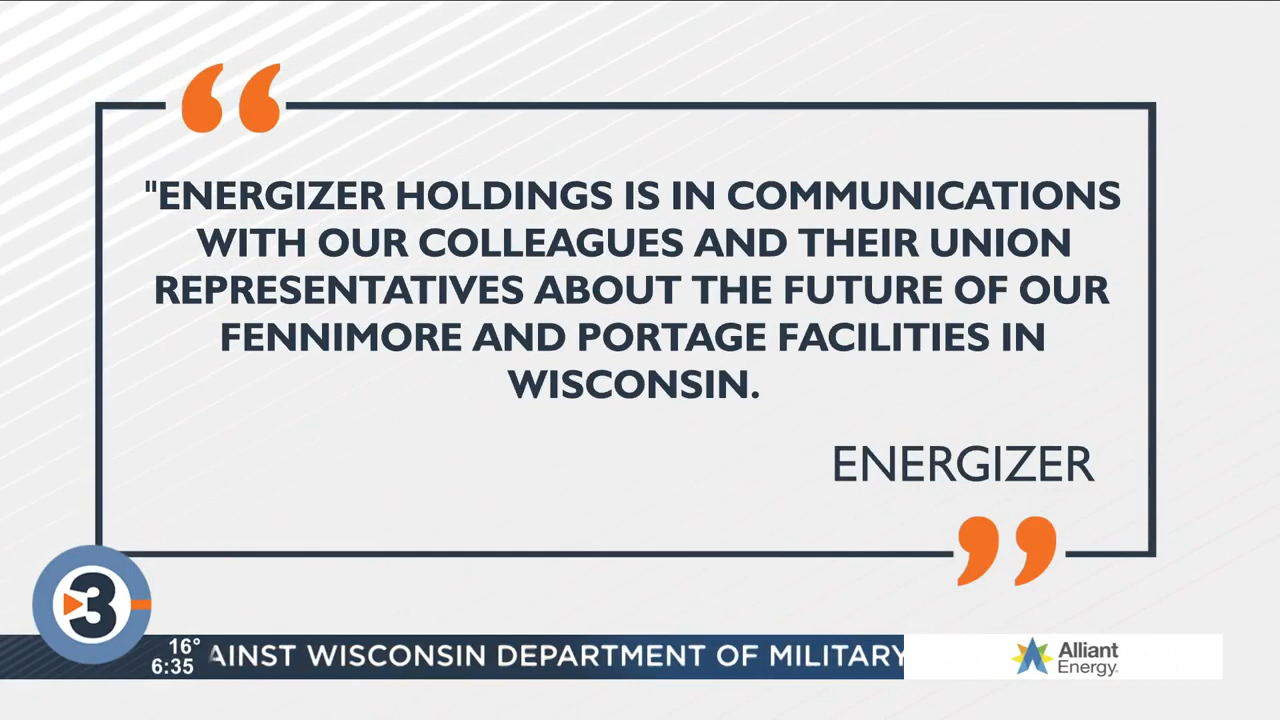 "ENERGIZER HOLDINGS IS IN COMMUNICATIONS
WITH OUR COLLEAGUES AND THEIR UNION
REPRESENTATIVES ABOUT THE FUTURE OF OUR
FENNIMORE AND PORTAGE FACILITIES IN
WISCONSIN.
ENERGIZER
3
16°
6:35
AINST WISCONSIN DEPARTMENT OF MILITARY
Alliant
Energy.